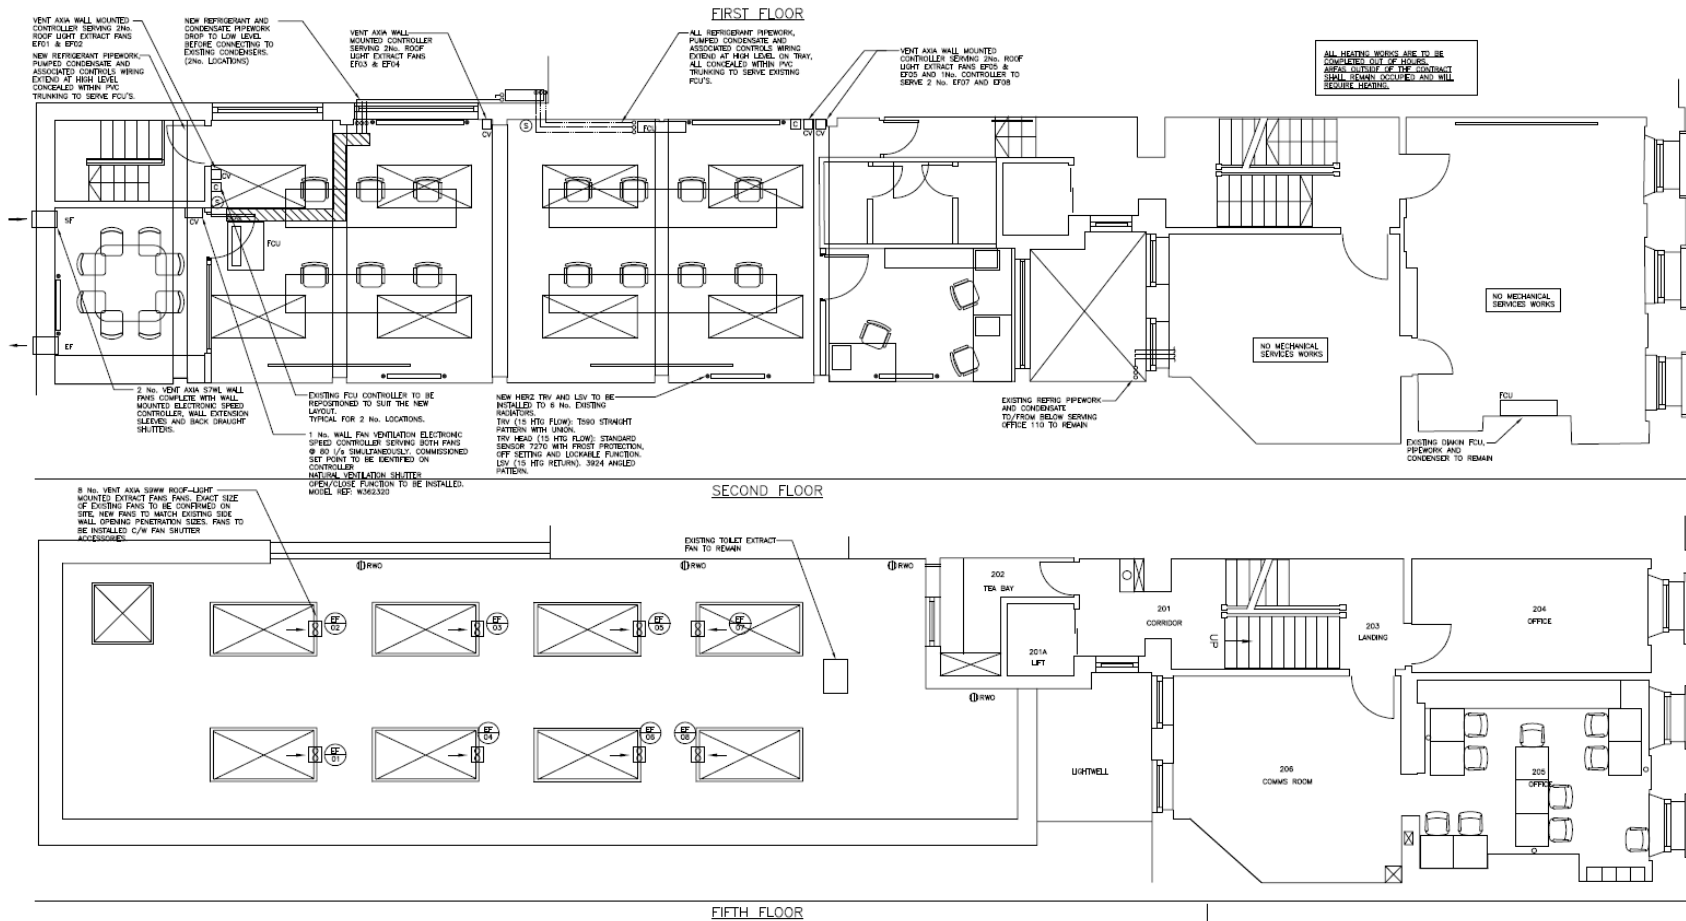 FIRST FLOOR
VENT AXIA WALL MOUNTED
CONTROLLER SERVING 2No.
ROOF LIGHT EXTRACT FANS
EF01 & EF02
NEW REFRIGERANT PIPEWORK,
PUMPED CONDENSATE AND
ASSOCIATED CONTROLS WIRING
EXTEND AT HIGH LEVEL
CONCEALED WITHIN PVC
TRUNKING TO SERVE FCU'S.
NEW REFRIGERANT AND
CONDENSATE PIPEWORK
DROP TO LOW LEVEL
BEFORE CONNECTING TO
EXISTING CONDENSERS.
(2No. LOCATIONS)
VENT AXIA WALL
MOUNTED CONTROLLER
SERVING 2No. ROOF
LIGHT EXTRACT FANS
EF03 & EF04
ALL REFRIGERANT PIPEWORK,
PUMPED CONDENSATE AND
ASSOCIATED CONTROLS WIRING
EXTEND AT HIGH LEVEL ON TRAY,
ALL CONCEALED WITHIN PVC
TRUNKING TO SERVE EXISTING
FCU'S.
VENT AXIA WALL MOUNTED
CONTROLLER SERVING 2No. ROOF
LIGHT EXTRACT FANS EF05 &
EF05 AND 1No. CONTROLLER TO
SERVE 2 No. EF07 AND EF08
ALL HEATING WORKS ARE TO BE
COMPLETED OUT OF HOURS.
AREAS OUTSIDE OF THE CONTRACT
SHALL REMAIN OCCUPIED AND WILL
REQUIRE HEATING.
CV
S
FCU
C
CV
CV
CV
C
S
SF
CV
FCU
EF
NO MECHANICAL
SERVICES WORKS
NO MECHANICAL
SERVICES WORKS
FCU
2 No. VENT AXIA S7WL WALL
FANS COMPLETE WITH WALL
MOUNTED ELECTRONIC SPEED
CONTROLLER, WALL EXTENSION
SLEEVES AND BACK DRAUGHT
SHUTTERS.
EXISTING FCU CONTROLLER TO BE
REPOSITIONED TO SUIT THE NEW
LAYOUT.
TYPICAL FOR 2 No. LOCATIONS.
1 No. WALL FAN VENTILATION ELECTRONIC
SPEED CONTROLLER SERVING BOTH FANS
@ 80 l/s SIMULTANEOUSLY. COMMISSIONED
SET POINT TO BE IDENTIFIED ON
CONTROLLER
NATURAL VENTILATION SHUTTER
OPEN/CLOSE FUNCTION TO BE INSTALLED.
MODEL REF: W362320
NEW HERZ TRV AND LSV TO BE
INSTALLED TO 6 No. EXISTING
RADIATORS.
TRV (15 HTG FLOW): 7590 STRAIGHT
PATTERN WITH UNION.
TRV HEAD (15 HTG FLOW): STANDARD
SENSOR 7270 WITH FROST PROTECTION,
OFF SETTING AND LOCKABLE FUNCTION.
LSV (15 HTG RETURN). 3924 ANGLED
PATTERN.
EXISTING REFRIG PIPEWORK
AND CONDENSATE
TO/FROM BELOW SERVING
OFFICE 110 TO REMAIN
EXISTING DIAKIN FCU,
PIPEWORK AND
CONDENSER TO REMAIN
SECOND FLOOR
8 No. VENT AXIA S9WW ROOF-LIGHT
MOUNTED EXTRACT FANS FANS. EXACT SIZE
OF EXISTING FANS TO BE CONFIRMED ON
SITE, NEW FANS TO MATCH EXISTING SIDE
WALL OPENING PENETRATION SIZES. FANS TO
BE INSTALLED C/W FAN SHUTTER
ACCESSORIES.
EXISTING TOILET EXTRACT
FAN TO REMAIN
RWO
RWO
RWO
202
TEA BAY
EF
02
EF
03
EF
05
EF
07
201
CORRIDOR
UP
203
LANDING
204
OFFICE
201A
LIFT
RWO
EF
01
EF
04
EF
06
EF
08
LIGHTWELL
206
COMMS ROOM
205
OFFICE
FIFTH FLOOR